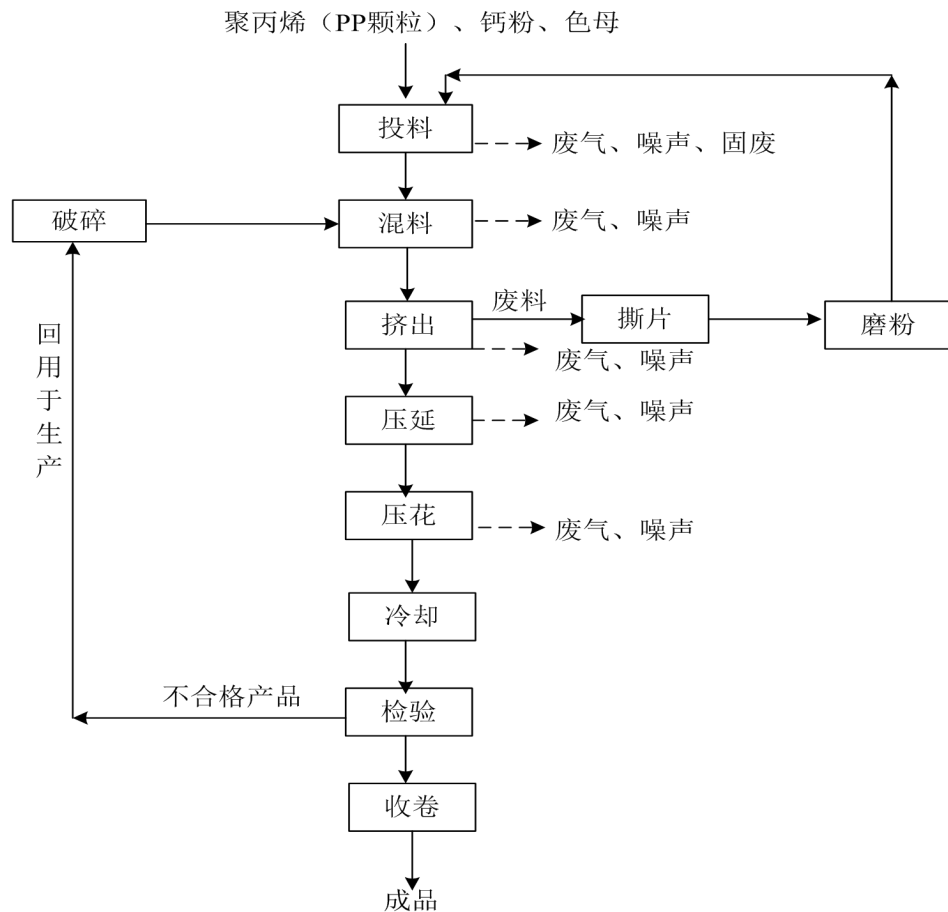 聚丙烯（PP颗粒）、钙粉、色母
投料
废气、噪声、固废
破碎
混料
废气、噪声
挤出
废料
撕片
磨粉
废气、噪声
回用于生产
压延
废气、噪声
压花
废气、噪声
冷却
不合格产品
检验
收卷
成品